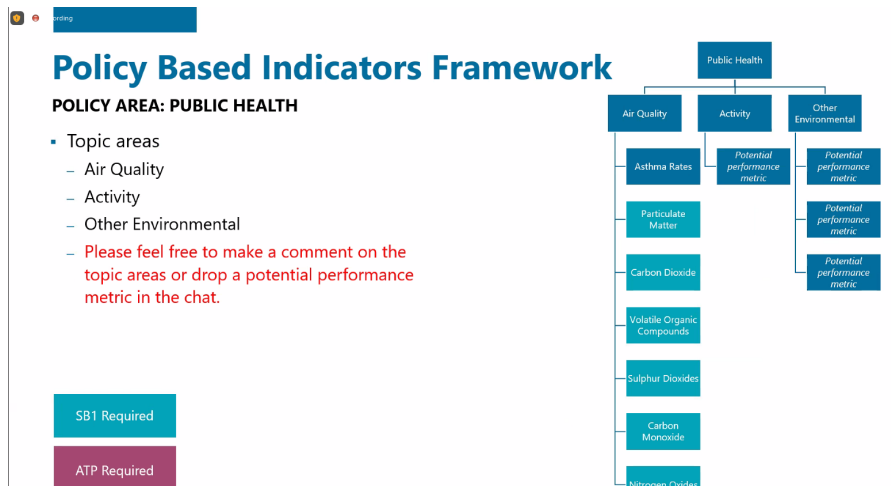 ording
Policy Based Indicators Framework
POLICY AREA: PUBLIC HEALTH
Topic areas
Air Quality
Activity
Other Environmental
Please feel free to make a comment on the
topic areas or drop a potential performance
metric in the chat.
SB1 Required
ATP Required
Public Health
Air Quality
Activity
Other
Environmental
Asthma Rates
Potential
performance
metric
Potential
performance
metric
Particulate
Matter
Potential
performance
metric
Carbon Dioxide
Potential
performance
metric
Volatile Organic
Compounds
Sulphur Dioxides
Carbon
Monoxide
Nitrogen Oxides